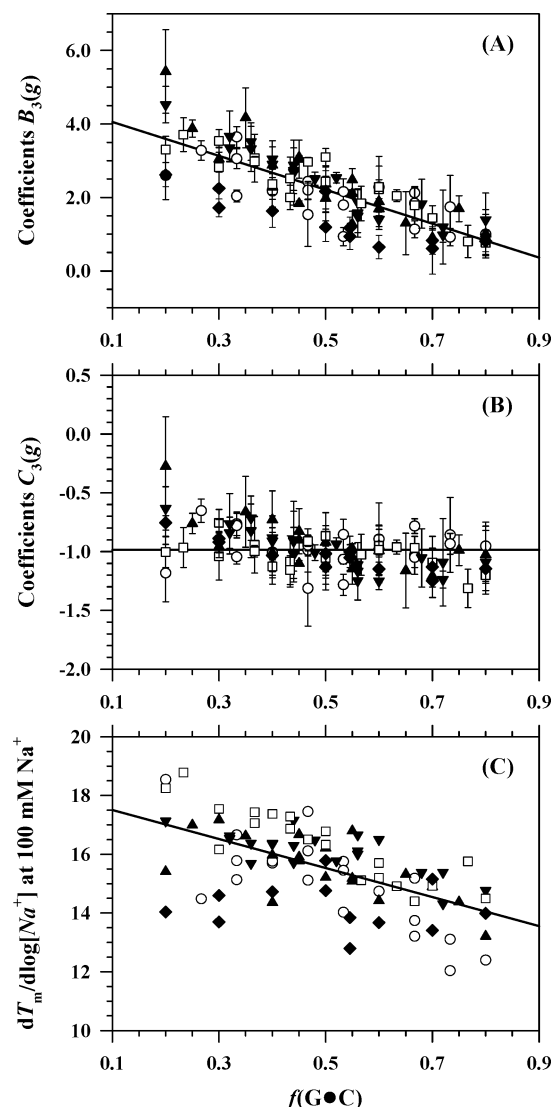 (A)
Coefficients B₃(g)
6.0
4.0
2.0
0.0
0.1 0.3 0.5 0.7 0.9
(B)
Coefficients C₃(g)
0.5
0.0
-0.5
-1.0
-1.5
-2.0
0.1 0.3 0.5 0.7 0.9
(C)
dTₘ/dlog[Na⁺] at 100 mM Na⁺
20
18
16
14
12
10
0.1 0.3 0.5 0.7 0.9
f(G●C)